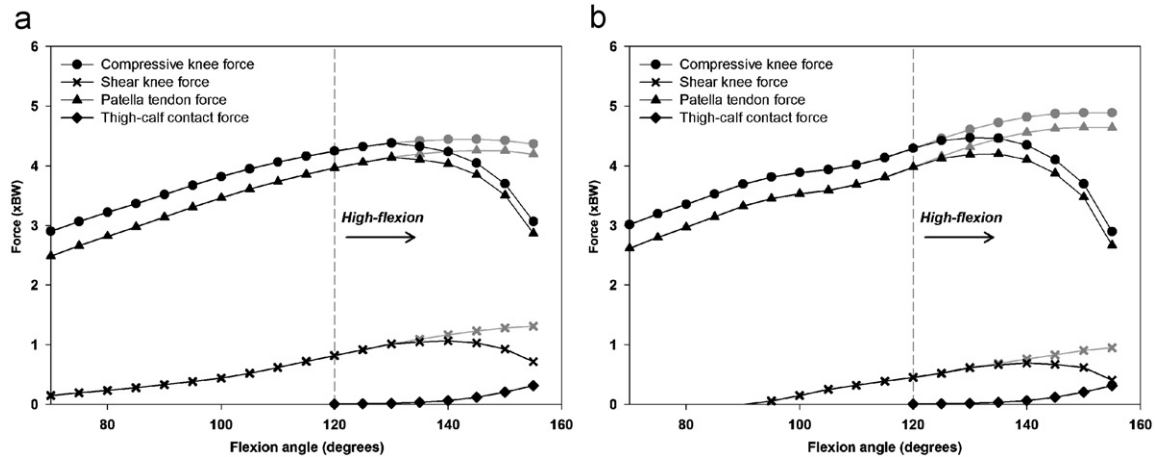 a
6
5
4
3
2
1
0
Force (xBW)
Compressive knee force
Shear knee force
Patella tendon force
Thigh-calf contact force
High-flexion
80 100 120 140 160
Flexion angle (degrees)
b
6
5
4
3
2
1
0
Force (xBW)
Compressive knee force
Shear knee force
Patella tendon force
Thigh-calf contact force
High-flexion
80 100 120 140 160
Flexion angle (degrees)